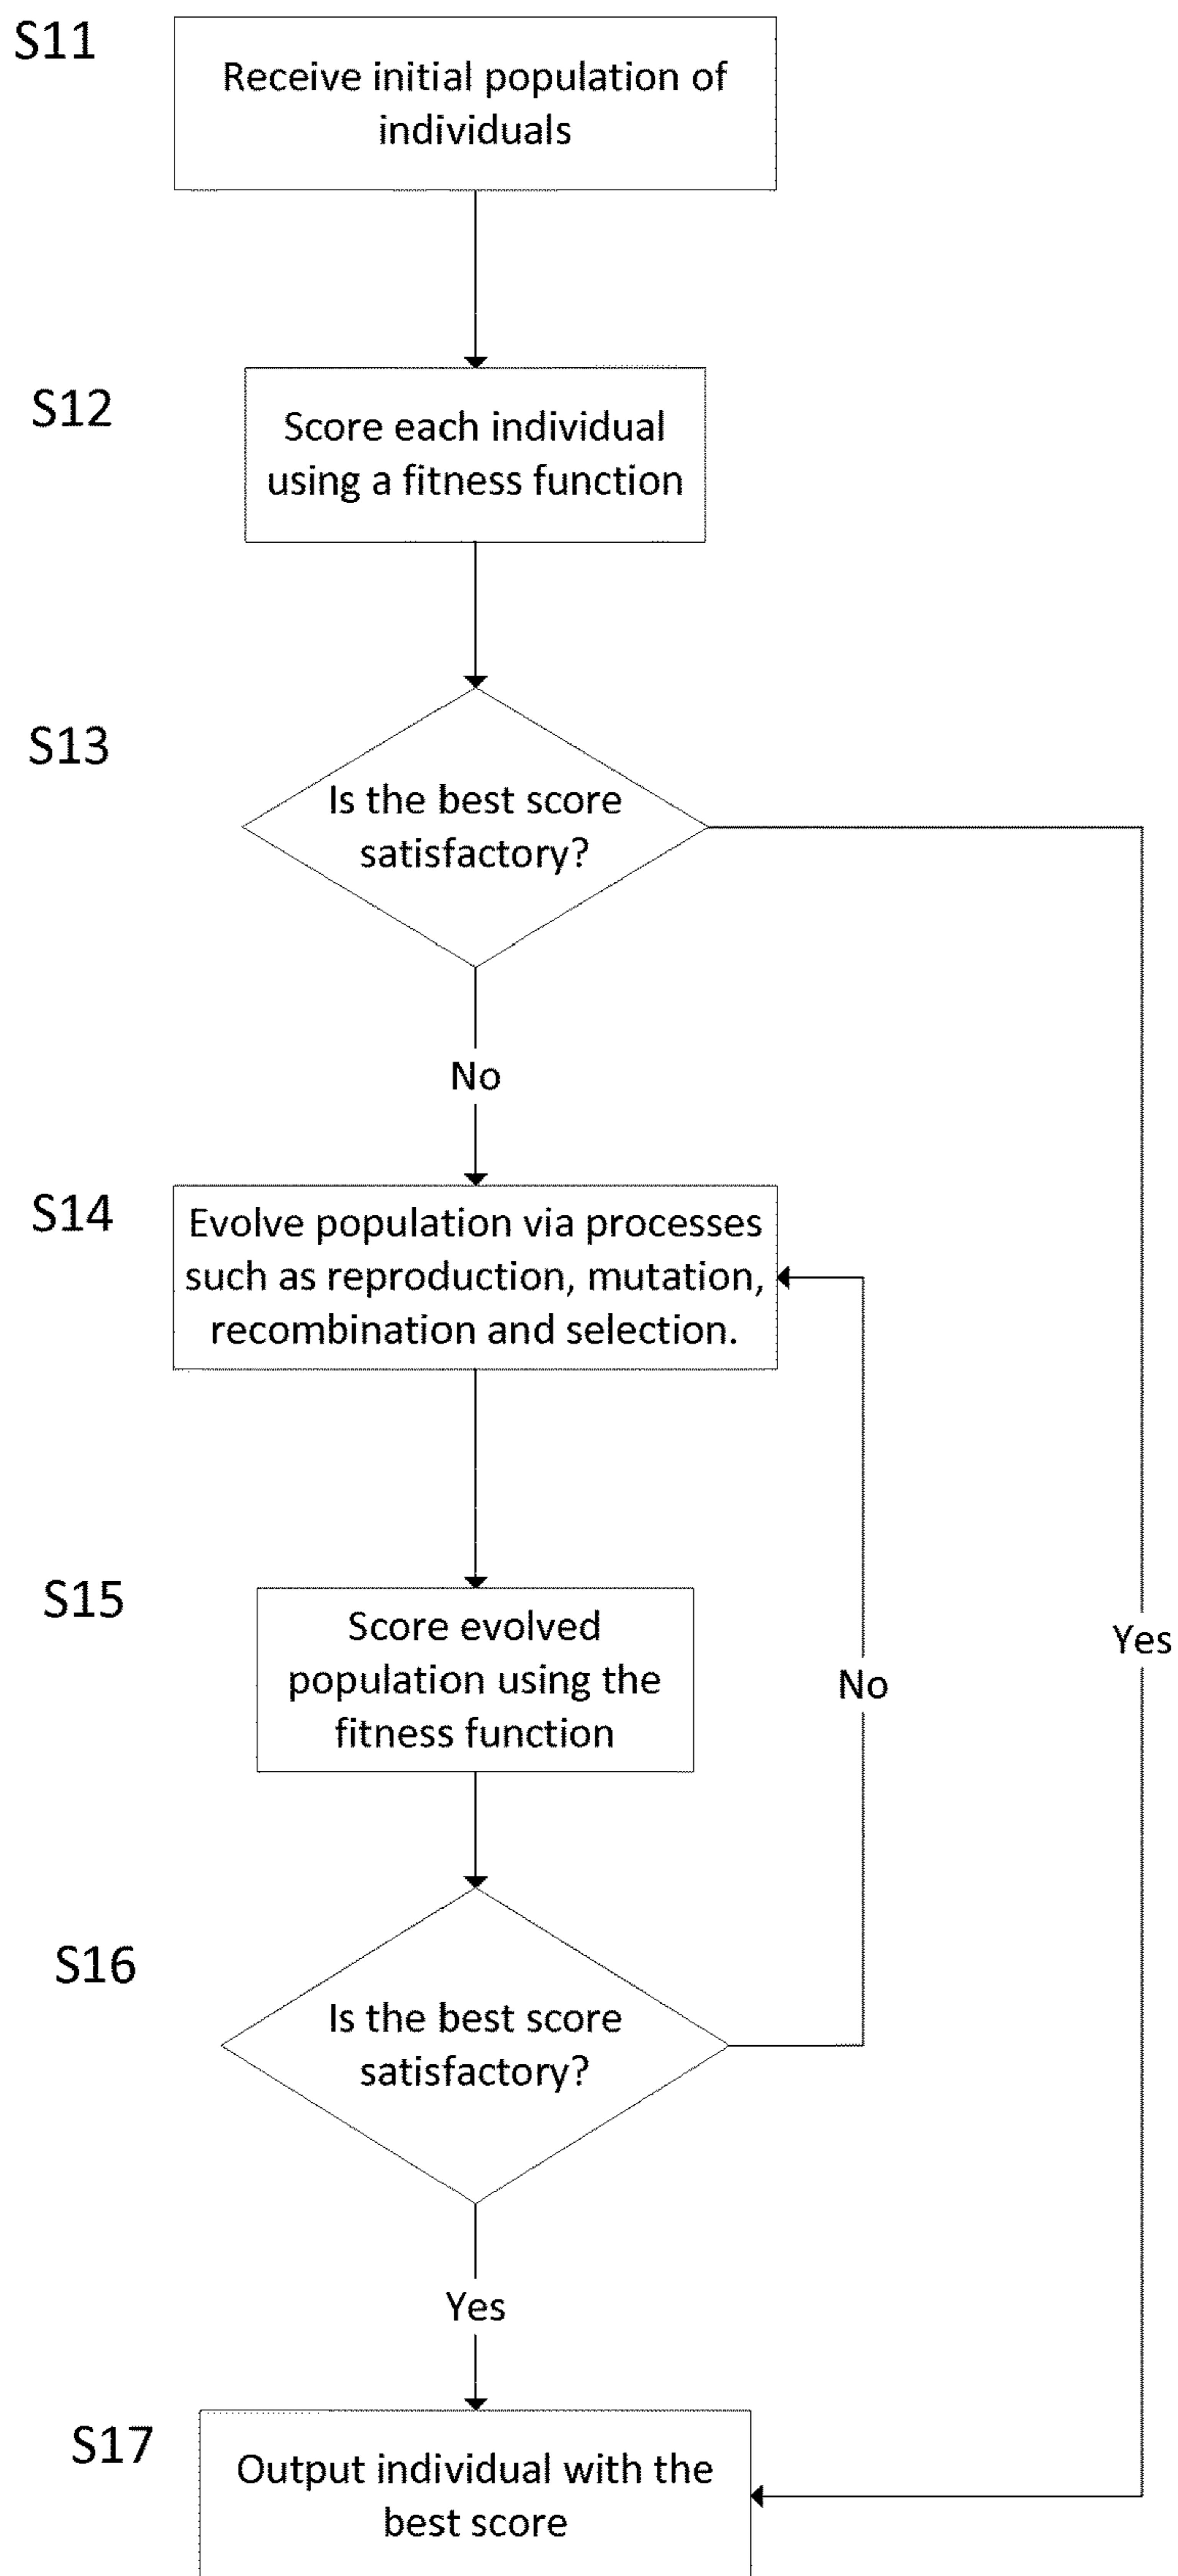 S11
Receive initial population of
individuals
S12
Score each individual
using a fitness function
S13
Is the best score
satisfactory?
No
S14
Evolve population via processes
such as reproduction, mutation,
recombination and selection.
S15
Score evolved
population using the
fitness function
Yes
No
S16
Is the best score
satisfactory?
Yes
S17
Output individual with the
best score